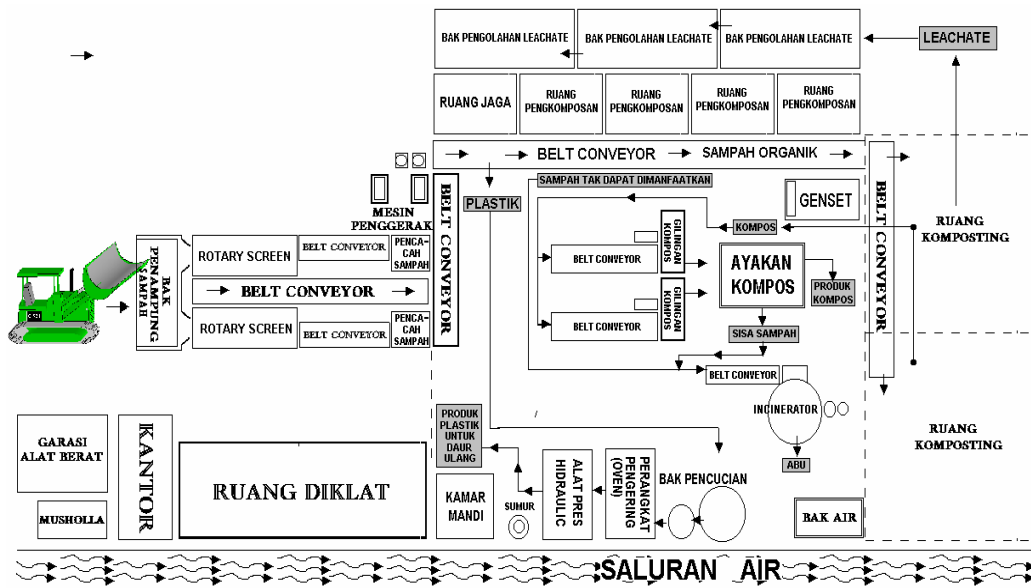 BAK PENGOLAHAN LEACHATE
BAK PENGOLAHAN LEACHATE
BAK PENGOLAHAN LEACHATE
LEACHATE
RUANG JAGA
RUANG
PENGKOMPOSAN
RUANG
PENGKOMPOSAN
RUANG
PENGKOMPOSAN
RUANG
PENGKOMPOSAN
BELT CONVEYOR
SAMPAH ORGANIK
SAMPAH TAK DAPAT DIMANFAATKAN
PLASTIK
MESIN
PENGGERAK
BELT CONVEYOR
GENSET
BELT CONVEYOR
RUANG
KOMPOSTING
KOMPOS
BAK
PENAMPUNG
SAMPAH
ROTARY SCREEN
BELT CONVEYOR
PENCA-
CAH
SAMPAH
BELT CONVEYOR
ROTARY SCREEN
BELT CONVEYOR
PENCA-
CAH
SAMPAH
BELT CONVEYOR
GILINGAN
KOMPOS
BELT CONVEYOR
GILINGAN
KOMPOS
AYAKAN
KOMPOS
PRODUK
KOMPOS
SISA SAMPAH
BELT CONVEYOR
INCINERATOR
ABU
RUANG
KOMPOSTING
GARASI
ALAT BERAT
MUSHOLLA
KANTOR
RUANG DIKLAT
PRODUK
PLASTIK
UNTUK
DAUR
ULANG
KAMAR
MANDI
SUMUR
ALAT PRES
HIDRAULIC
PERANGKAT
PENGERING
(OVEN)
BAK PENCUCIAN
BAK AIR
SALURAN AIR